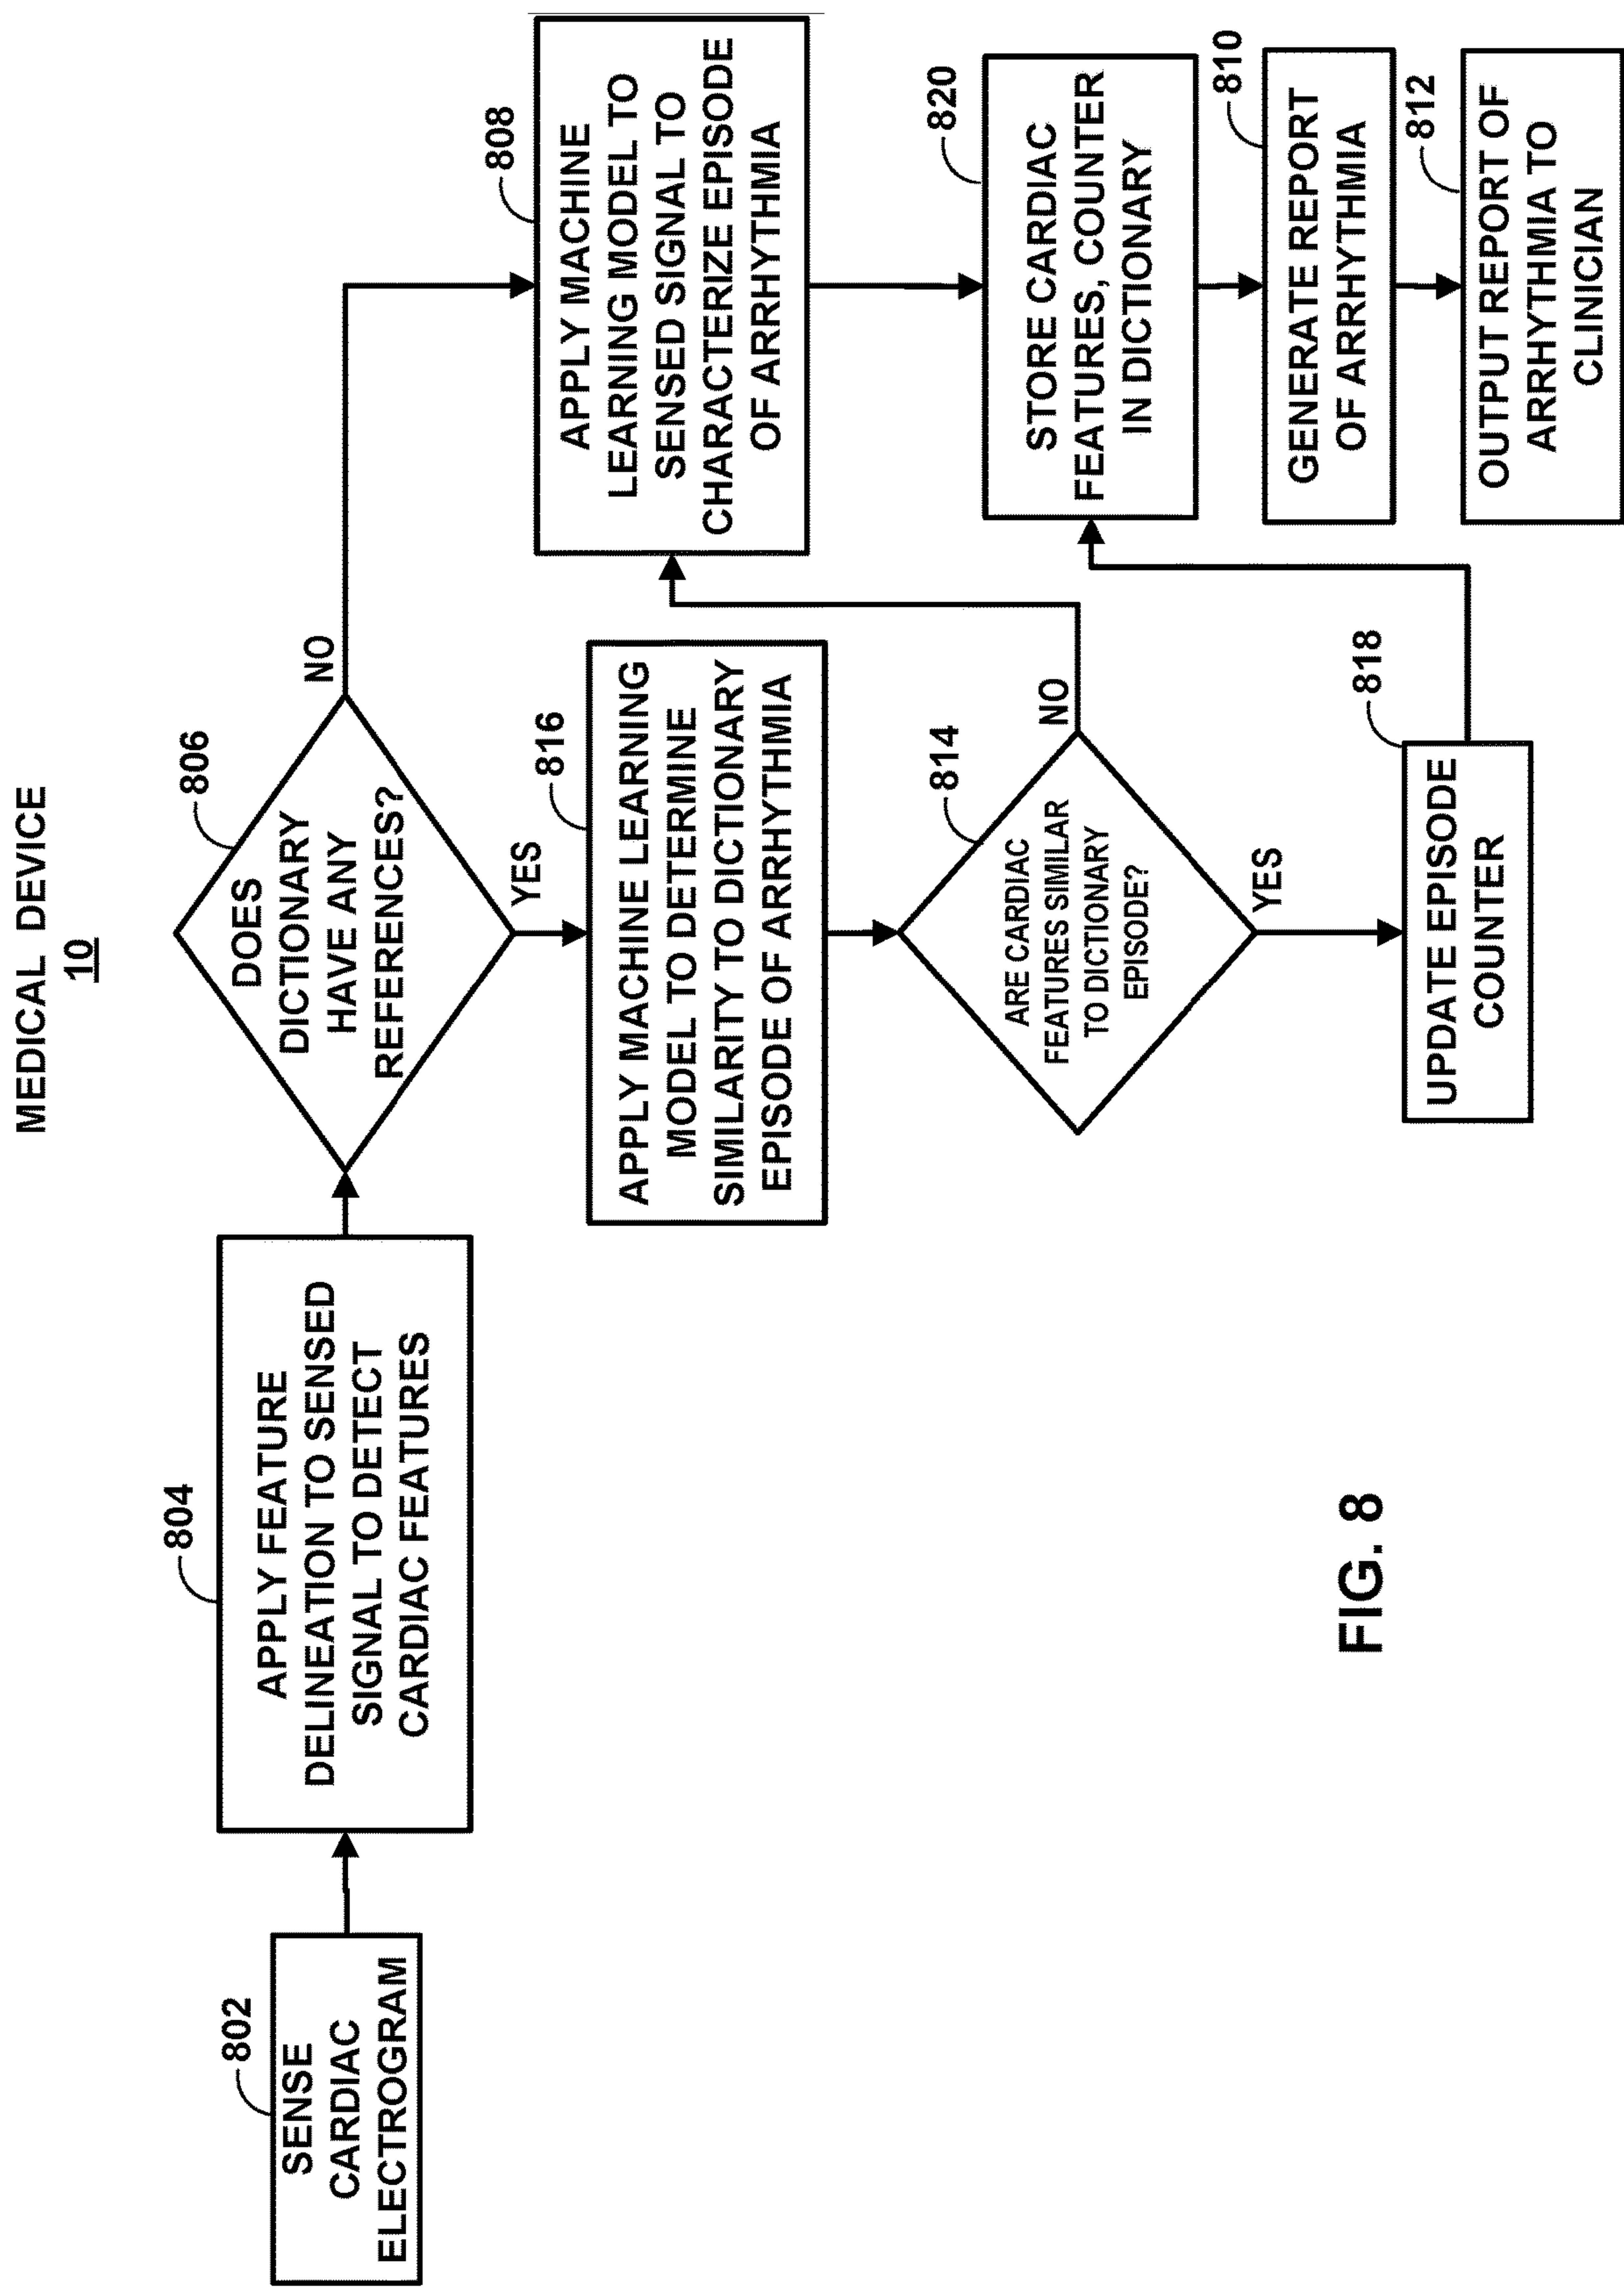 MEDICAL DEVICE
10
802
SENSE
CARDIAC
ELECTROGRAM
804
APPLY FEATURE
DELINEATION TO SENSED
SIGNAL TO DETECT
CARDIAC FEATURES
806
DOES
DICTIONARY
HAVE ANY
REFERENCES?
NO
YES
808
APPLY MACHINE
LEARNING MODEL TO
SENSED SIGNAL TO
CHARACTERIZE EPISODE
OF ARRHYTHMIA
816
APPLY MACHINE LEARNING
MODEL TO DETERMINE
SIMILARITY TO DICTIONARY
EPISODE OF ARRHYTHMIA
814
ARE CARDIAC
FEATURES SIMILAR
TO DICTIONARY
EPISODE?
NO
YES
820
STORE CARDIAC
FEATURES, COUNTER
IN DICTIONARY
818
UPDATE EPISODE
COUNTER
810
GENERATE REPORT
OF ARRHYTHMIA
812
OUTPUT REPORT OF
ARRHYTHMIA TO
CLINICIAN
FIG. 8